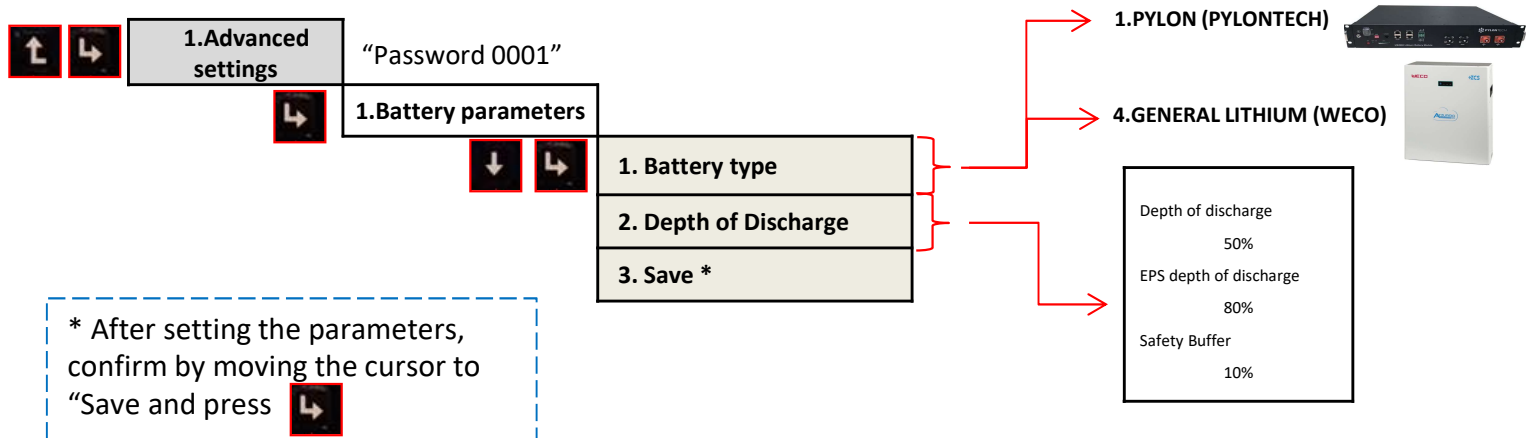 1.Advanced
settings
“Password 0001”
1.Battery parameters
1. Battery type
2. Depth of Discharge
3. Save *
1.PYLON (PYLONTECH)
4.GENERAL LITHIUM (WECO)
WECO
Depth of discharge
50%
EPS depth of discharge
80%
Safety Buffer
10%
* After setting the parameters,
confirm by moving the cursor to
“Save and press